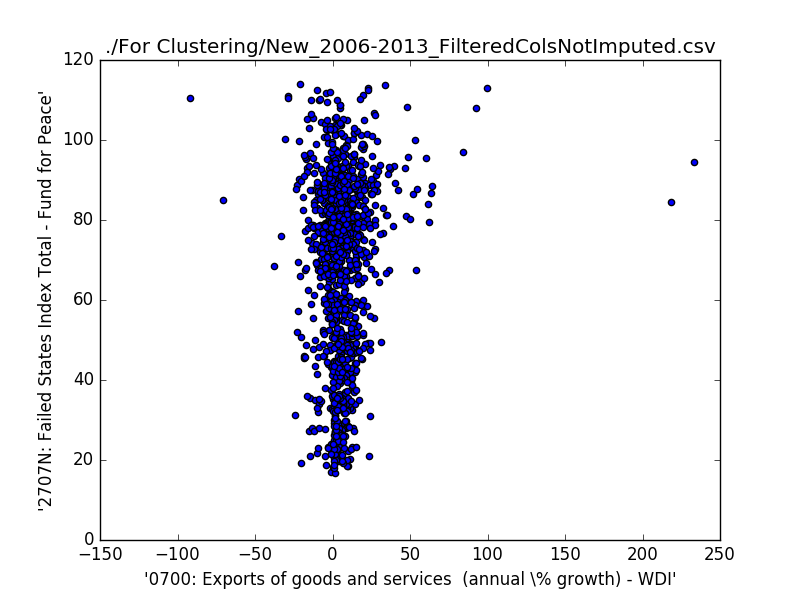 ./For Clustering/New_2006-2013_FilteredColsNotImputed.csv
120
100
80
60
40
20
0
'2707N: Failed States Index Total - Fund for Peace'
−150 −100 −50 0 50 100 150 200 250
'0700: Exports of goods and services  (annual \% growth) - WDI'